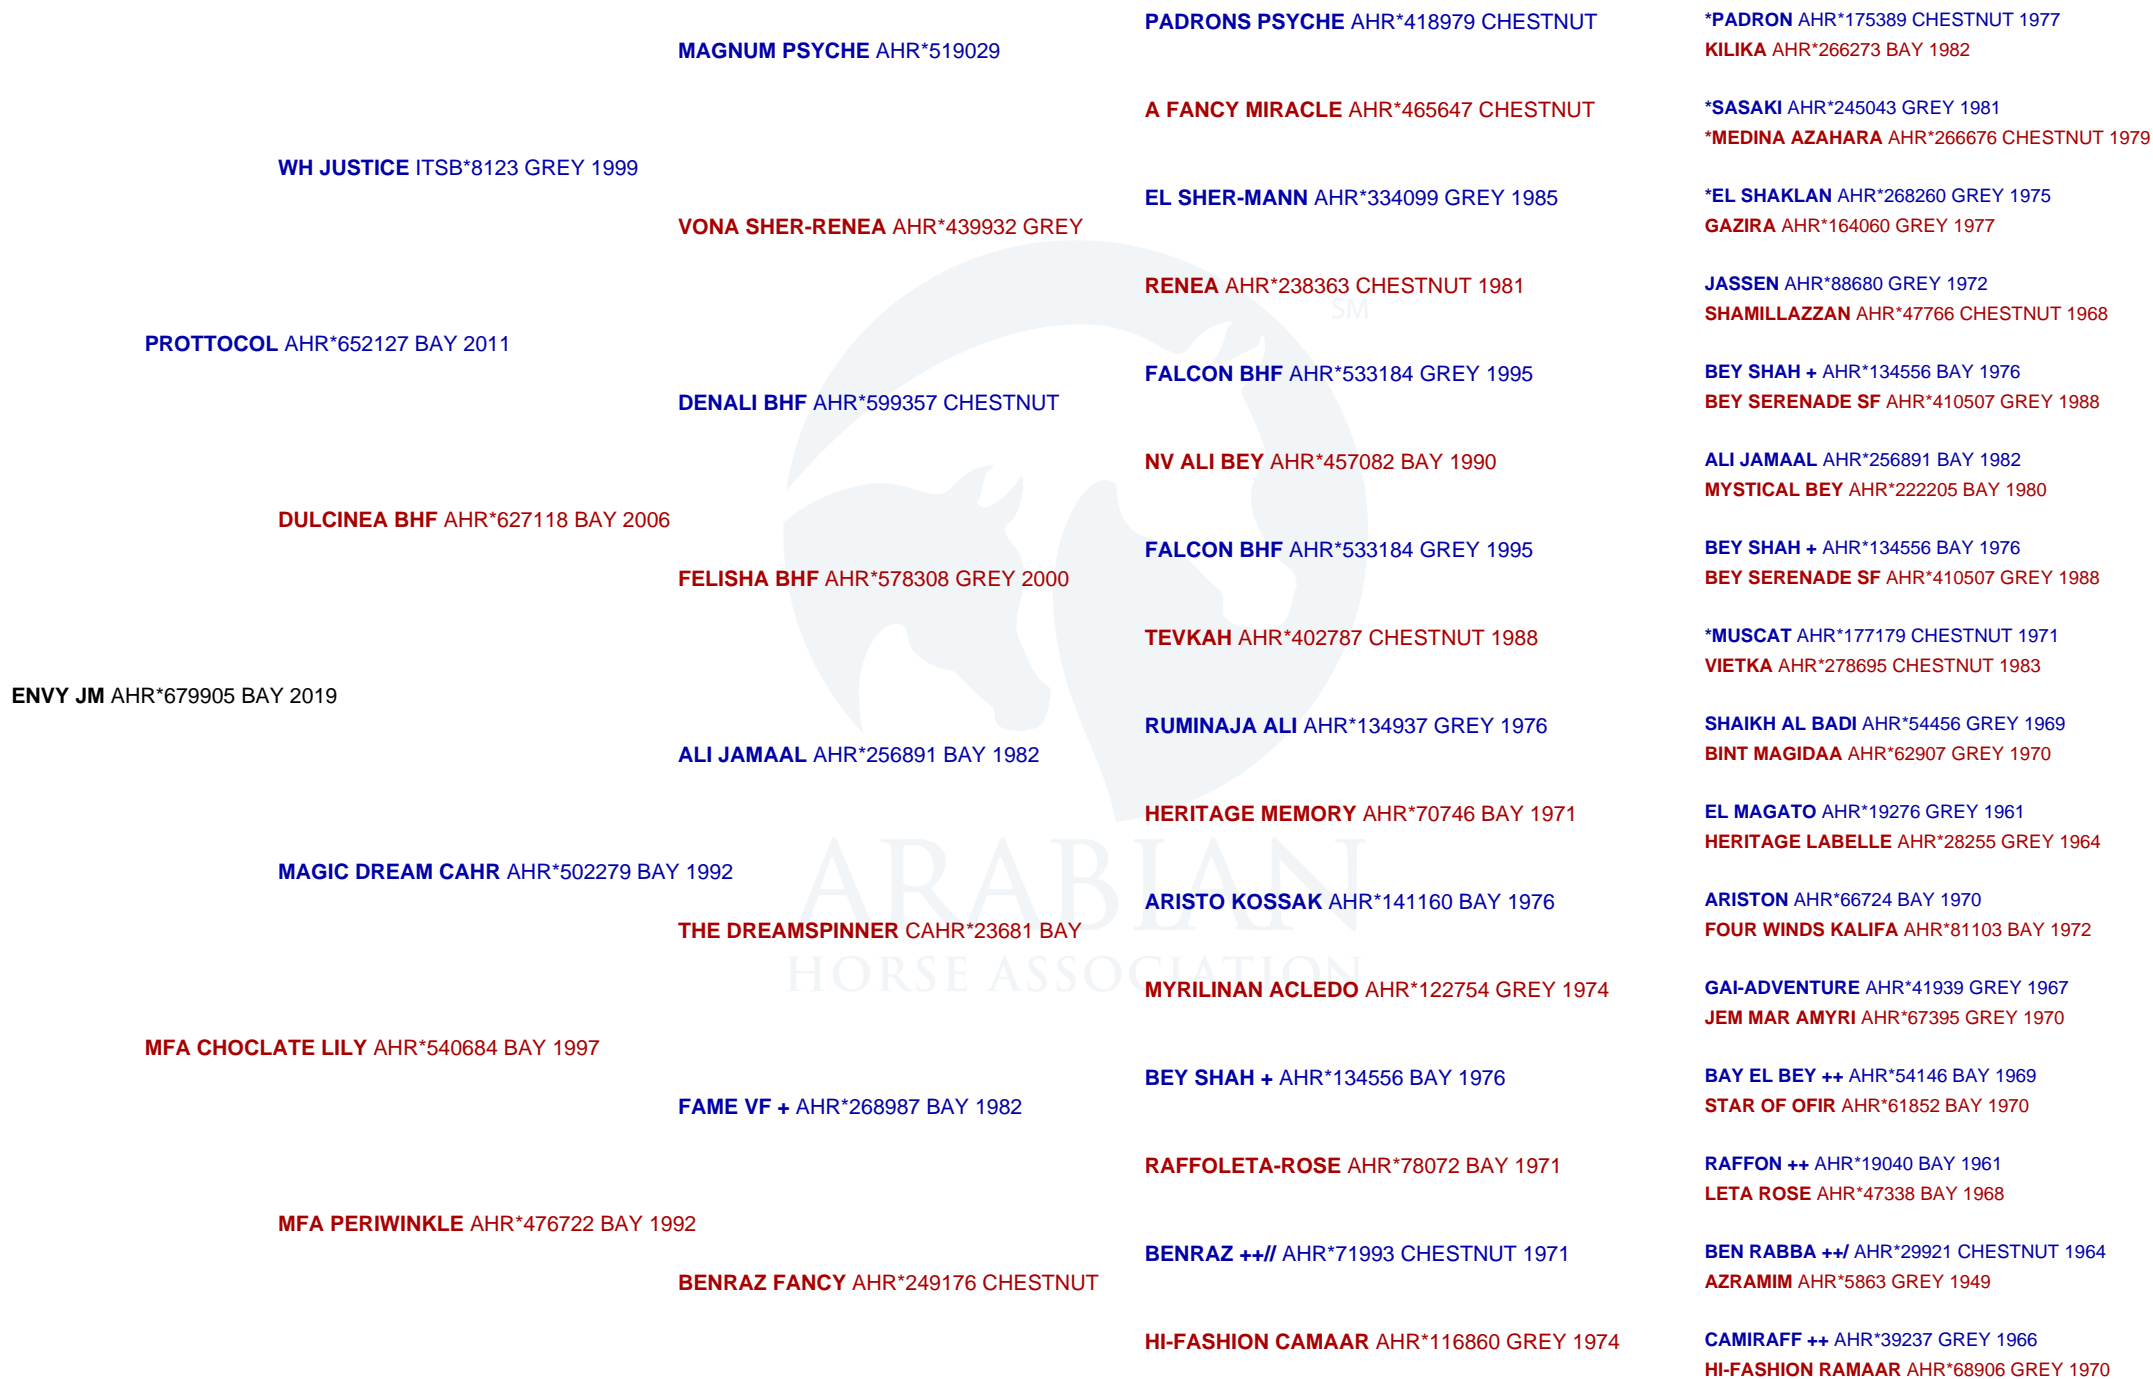 PADRONS PSYCHE AHR*418979 CHESTNUT
*PADRON AHR*175389 CHESTNUT 1977
MAGNUM PSYCHE AHR*519029
KILIKA AHR*266273 BAY 1982
A FANCY MIRACLE AHR*465647 CHESTNUT
*SASAKI AHR*245043 GREY 1981
*MEDINA AZAHARA AHR*266676 CHESTNUT 1979
WH JUSTICE ITSB*8123 GREY 1999
EL SHER-MANN AHR*334099 GREY 1985
*EL SHAKLAN AHR*268260 GREY 1975
VONA SHER-RENEA AHR*439932 GREY
GAZIRA AHR*164060 GREY 1977
RENEA AHR*238363 CHESTNUT 1981
JASSEN AHR*88680 GREY 1972
SM
SHAMILLAZZAN AHR*47766 CHESTNUT 1968
PROTTOCOL AHR*652127 BAY 2011
FALCON BHF AHR*533184 GREY 1995
BEY SHAH + AHR*134556 BAY 1976
DENALI BHF AHR*599357 CHESTNUT
BEY SERENADE SF AHR*410507 GREY 1988
NV ALI BEY AHR*457082 BAY 1990
ALI JAMAAL AHR*256891 BAY 1982
MYSTICAL BEY AHR*222205 BAY 1980
DULCINEA BHF AHR*627118 BAY 2006
FALCON BHF AHR*533184 GREY 1995
BEY SHAH + AHR*134556 BAY 1976
FELISHA BHF AHR*578308 GREY 2000
BEY SERENADE SF AHR*410507 GREY 1988
TEVKAH AHR*402787 CHESTNUT 1988
*MUSCAT AHR*177179 CHESTNUT 1971
VIETKA AHR*278695 CHESTNUT 1983
ENVY JM AHR*679905 BAY 2019
RUMINAJA ALI AHR*134937 GREY 1976
SHAIKH AL BADI AHR*54456 GREY 1969
ALI JAMAAL AHR*256891 BAY 1982
BINT MAGIDAA AHR*62907 GREY 1970
HERITAGE MEMORY AHR*70746 BAY 1971
EL MAGATO AHR*19276 GREY 1961
HERITAGE LABELLE AHR*28255 GREY 1964
ARABIAN
MAGIC DREAM CAHR AHR*502279 BAY 1992
ARISTO KOSSAK AHR*141160 BAY 1976
ARISTON AHR*66724 BAY 1970
THE DREAMSPINNER CAHR*23681 BAY
FOUR WINDS KALIFA AHR*81103 BAY 1972
HORSE ASSOCIATION
MYRILINAN ACLEDO AHR*122754 GREY 1974
GAI-ADVENTURE AHR*41939 GREY 1967
JEM MAR AMYRI AHR*67395 GREY 1970
MFA CHOCLATE LILY AHR*540684 BAY 1997
BEY SHAH + AHR*134556 BAY 1976
BAY EL BEY ++ AHR*54146 BAY 1969
FAME VF + AHR*268987 BAY 1982
STAR OF OFIR AHR*61852 BAY 1970
RAFFOLETA-ROSE AHR*78072 BAY 1971
RAFFON ++ AHR*19040 BAY 1961
LETA ROSE AHR*47338 BAY 1968
MFA PERIWINKLE AHR*476722 BAY 1992
BENRAZ ++// AHR*71993 CHESTNUT 1971
BEN RABBA ++/ AHR*29921 CHESTNUT 1964
BENRAZ FANCY AHR*249176 CHESTNUT
AZRAMIM AHR*5863 GREY 1949
HI-FASHION CAMAAR AHR*116860 GREY 1974
CAMIRAFF ++ AHR*39237 GREY 1966
HI-FASHION RAMAAR AHR*68906 GREY 1970